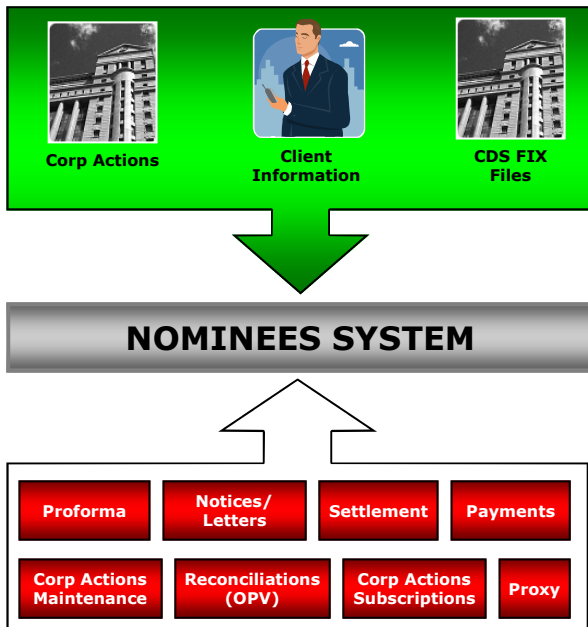 Corp Actions
Client
Information
CDS FIX
Files
NOMINEES SYSTEM
Proforma
Notices/
Letters
Settlement
Payments
Corp Actions
Maintenance
Reconciliations
(OPV)
Corp Actions
Subscriptions
Proxy